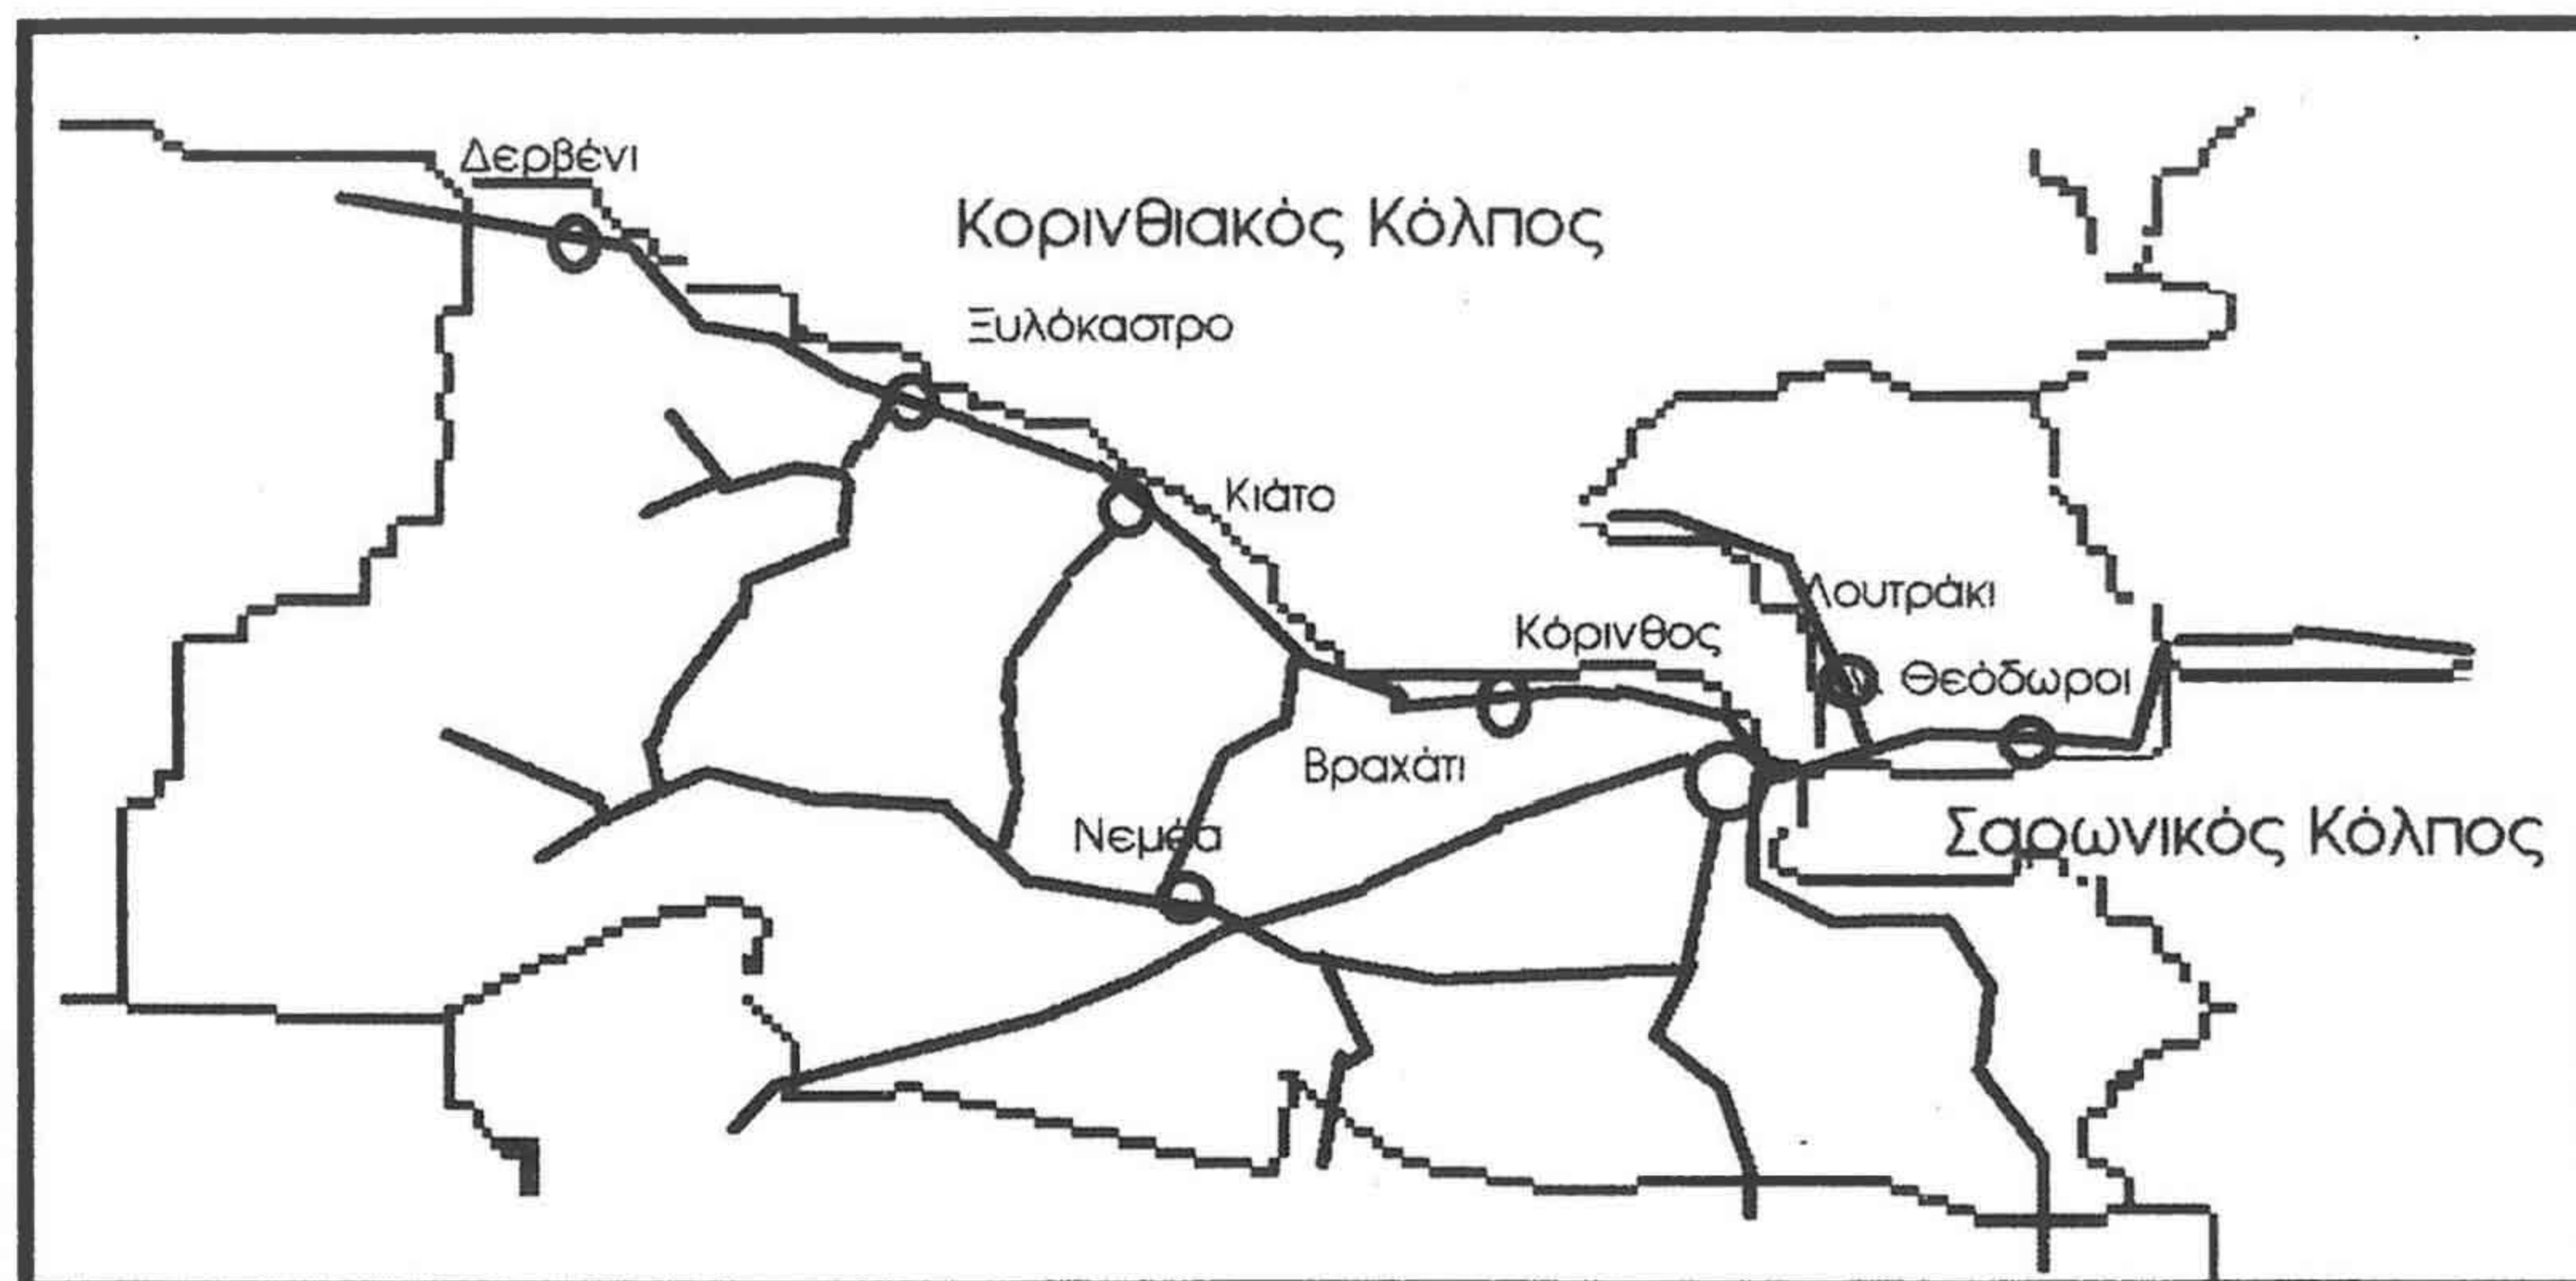 Δερβένι
Κορινθιακός Κόλπος
Ξυλόκαστρο
Κιάτο
Λουτράκι
Κόρινθος
Θεόδωροι
Βραχάτι
Νεμέα
Σαρωνικός Κόλπος